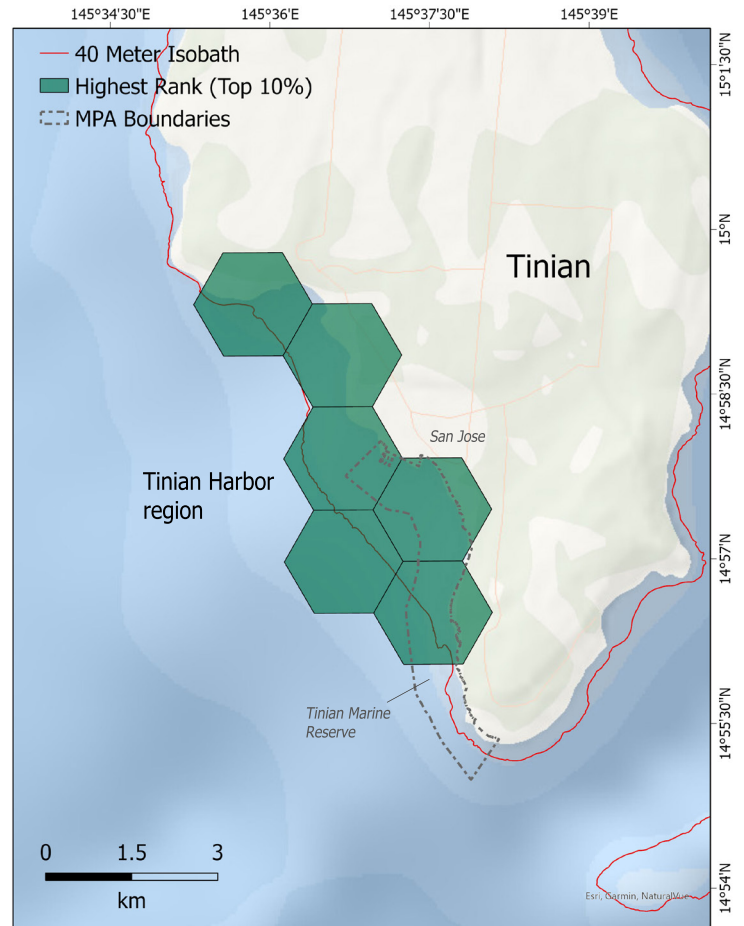 145°34'30"E 145°36'E 145°37'30"E 145°39'E
40 Meter Isobath
Highest Rank (Top 10%)
MPA Boundaries
15°1'30"N
15°N
Tinian
14°58'30"N
San Jose
Tinian Harbor
region
14°57'N
Tinian Marine
Reserve
14°55'30"N
0 1.5 3
km
14°54'N
Esri, Garmin, NaturalVue